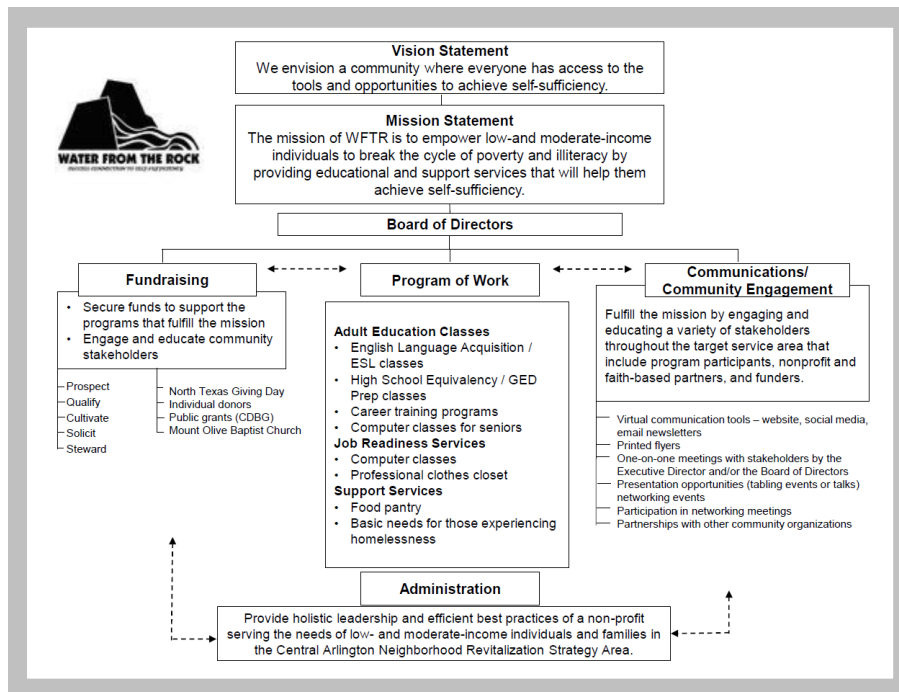 Vision Statement
We envision a community where everyone has access to the
tools and opportunities to achieve self-sufficiency.
WATER FROM THE ROCK
Mission Statement
The mission of WFTR is to empower low-and moderate-income
individuals to break the cycle of poverty and illiteracy by
providing educational and support services that will help them
achieve self-sufficiency.
Board of Directors
Fundraising
• Secure funds to support the
programs that fulfill the mission
• Engage and educate community
stakeholders
Prospect
Qualify
Cultivate
Solicit
Steward
North Texas Giving Day
Individual donors
Public grants (CDBG)
Mount Olive Baptist Church
Program of Work
Adult Education Classes
• English Language Acquisition /
ESL classes
• High School Equivalency / GED
Prep classes
• Career training programs
• Computer classes for seniors
Job Readiness Services
• Computer classes
• Professional clothes closet
Support Services
• Food pantry
• Basic needs for those experiencing
homelessness
Communications/
Community Engagement
Fulfill the mission by engaging and
educating a variety of stakeholders
throughout the target service area that
include program participants, nonprofit and
faith-based partners, and funders.
Virtual communication tools – website, social media,
email newsletters
Printed flyers
One-on-one meetings with stakeholders by the
Executive Director and/or the Board of Directors
Presentation opportunities (tabling events or talks)
networking events
Participation in networking meetings
Partnerships with other community organizations
Administration
Provide holistic leadership and efficient best practices of a non-profit
serving the needs of low- and moderate-income individuals and families in
the Central Arlington Neighborhood Revitalization Strategy Area.